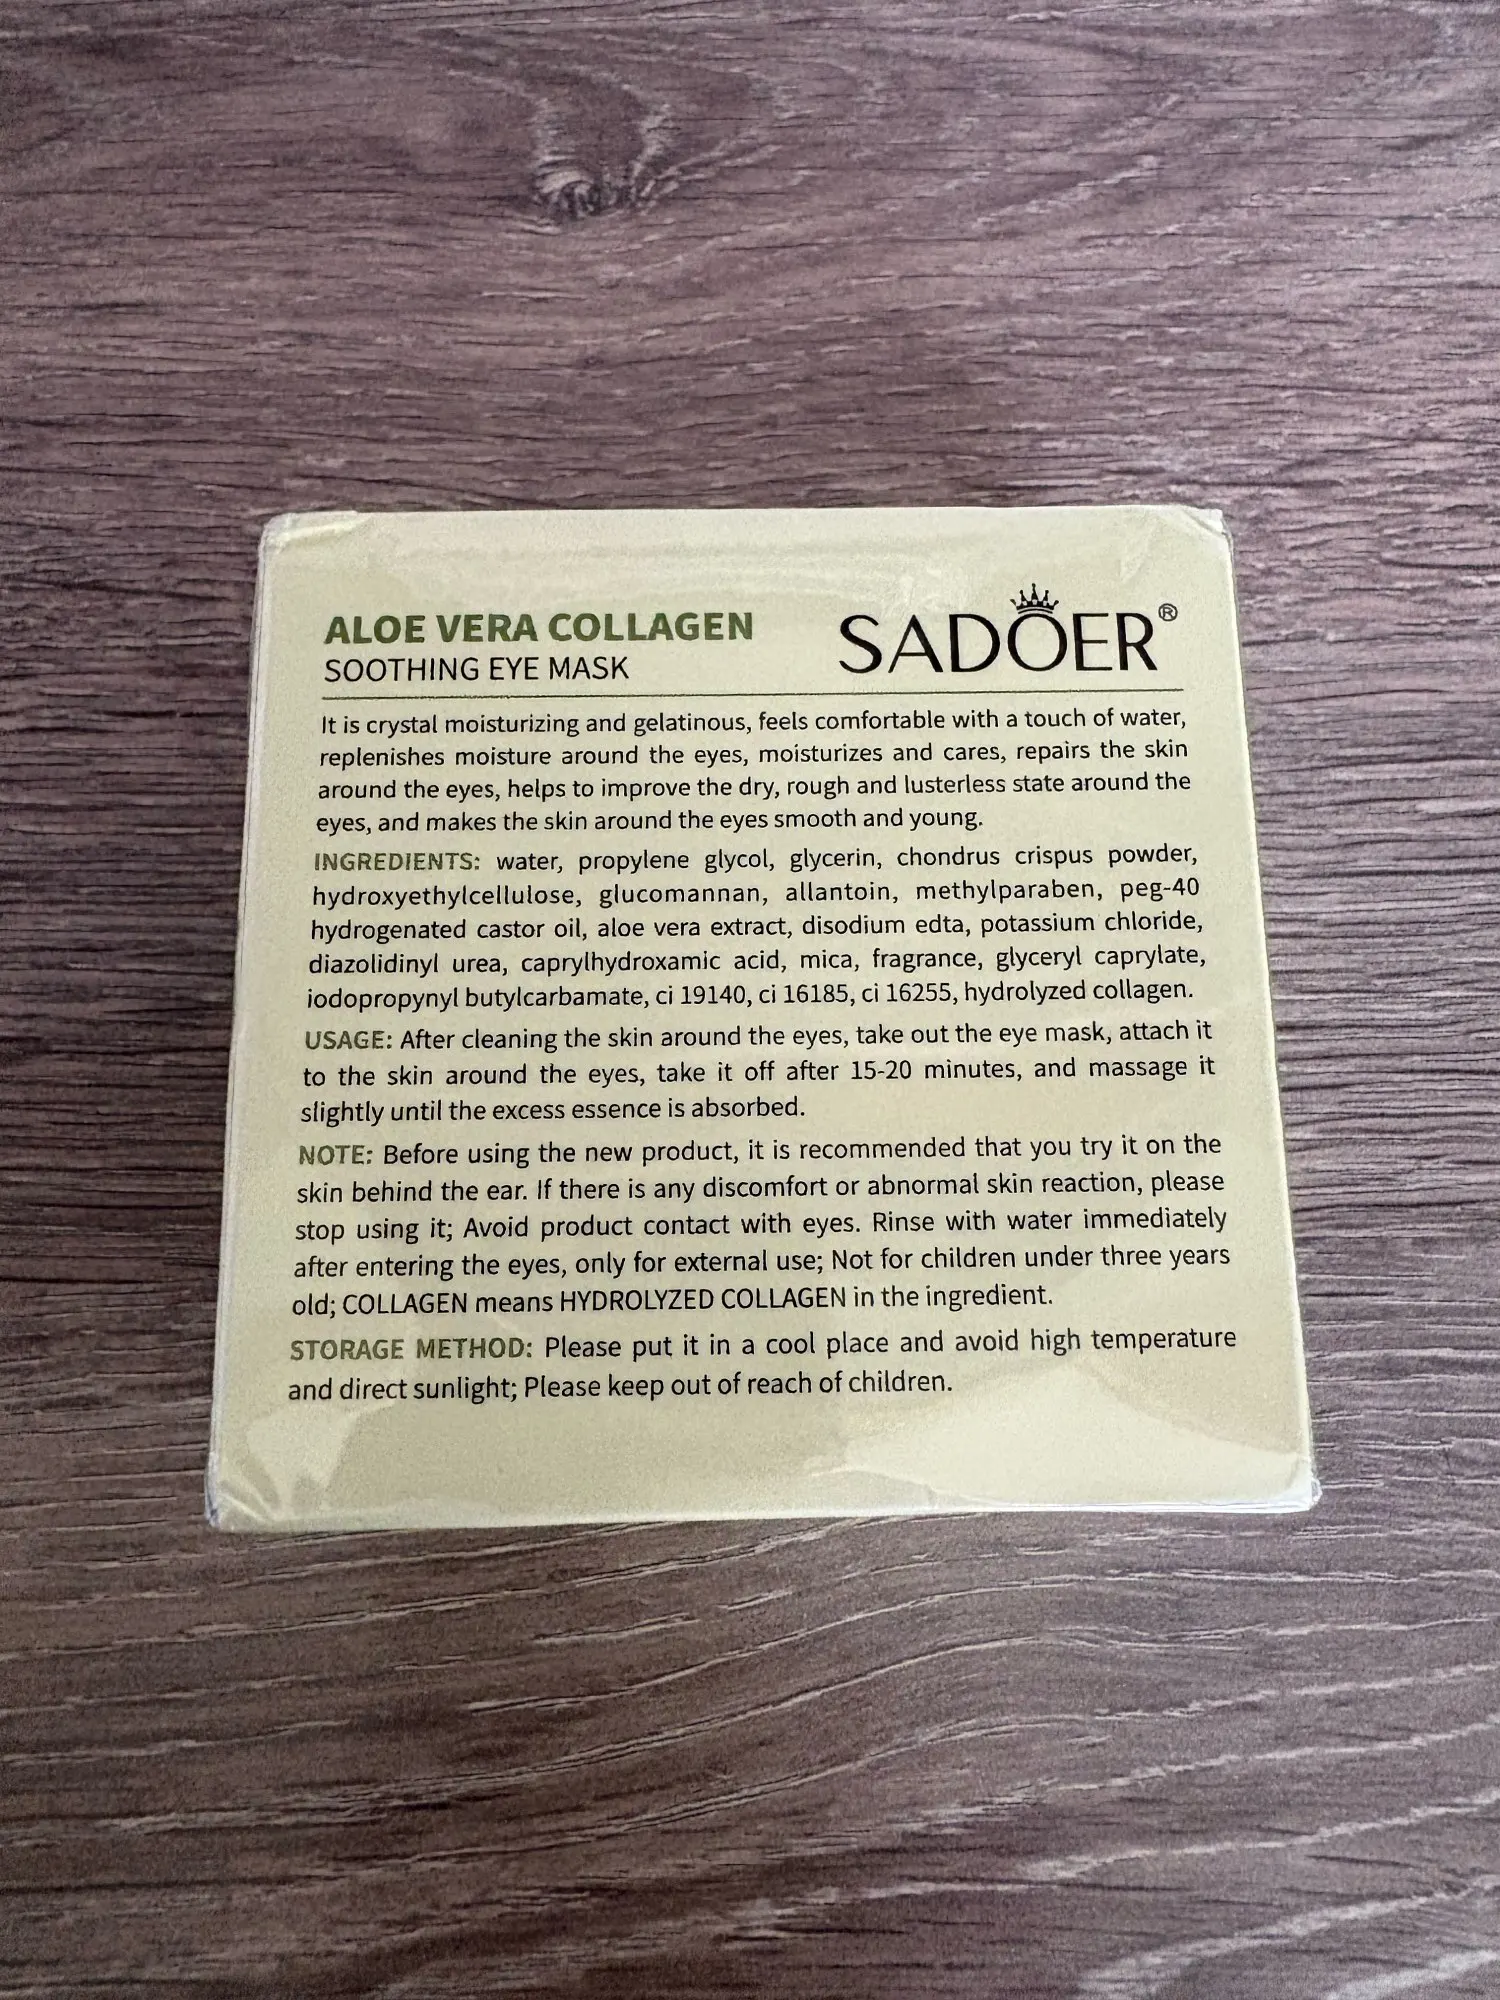 ALOE VERA COLLAGEN
SOOTHING EYE MASK
SADOER®
It is crystal moisturizing and gelatinous, feels comfortable with a touch of water,
replenishes moisture around the eyes, moisturizes and cares, repairs the skin
around the eyes, helps to improve the dry, rough and lusterless state around the
eyes, and makes the skin around the eyes smooth and young.
INGREDIENTS: water, propylene glycol, glycerin, chondrus crispus powder,
hydroxyethylcellulose, glucomannan, allantoin, methylparaben, peg-40
hydrogenated castor oil, aloe vera extract, disodium edta, potassium chloride,
diazolidinyl urea, caprylhydroxamic acid, mica, fragrance, glyceryl caprylate,
iodopropynyl butylcarbamate, ci 19140, ci 16185, ci 16255, hydrolyzed collagen.
USAGE: After cleaning the skin around the eyes, take out the eye mask, attach it
to the skin around the eyes, take it off after 15-20 minutes, and massage it
slightly until the excess essence is absorbed.
NOTE: Before using the new product, it is recommended that you try it on the
skin behind the ear. If there is any discomfort or abnormal skin reaction, please
stop using it; Avoid product contact with eyes. Rinse with water immediately
after entering the eyes, only for external use; Not for children under three years
old; COLLAGEN means HYDROLYZED COLLAGEN in the ingredient.
STORAGE METHOD: Please put it in a cool place and avoid high temperature
and direct sunlight; Please keep out of reach of children.